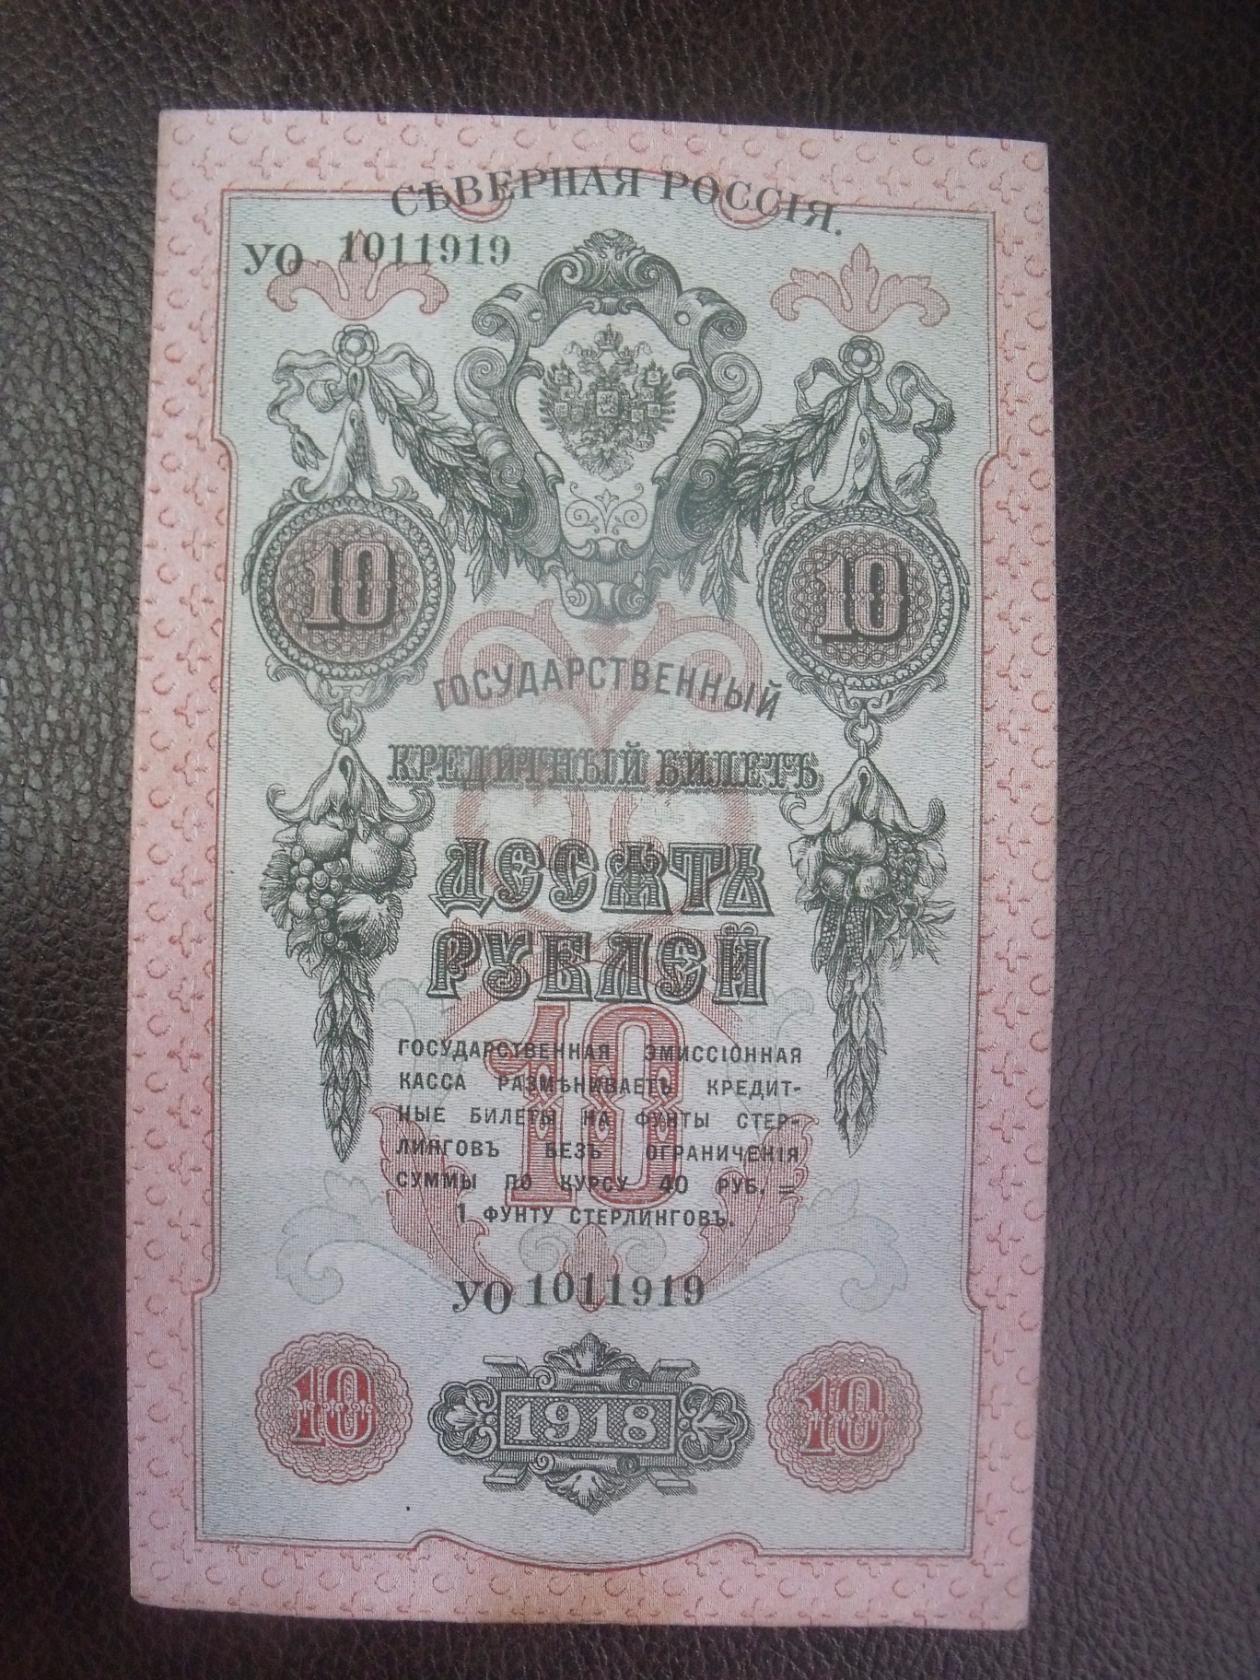 СѢВЕРНАЯ РОССІЯ.
УО 1011919
10 10
ГОСУДАРСТВЕННЫЙ
КРЕДИТНЫЙ БИЛЕТЪ
ДЕСЯТЬ
РУБЛЕЙ
10
ГОСУДАРСТВЕННАЯ ЭМИССІОННАЯ
КАССА РАЗМѢНИВАЕТЪ КРЕДИТ-
НЫЕ БИЛЕТЫ НА ФУНТЫ СТЕР-
ЛИНГОВЪ БЕЗЪ ОГРАНИЧЕНІЯ
СУММЫ ПО КУРСУ 40 РУБ. =
1 ФУНТУ СТЕРЛИНГОВЪ.
УО 1011919
10 1918 10